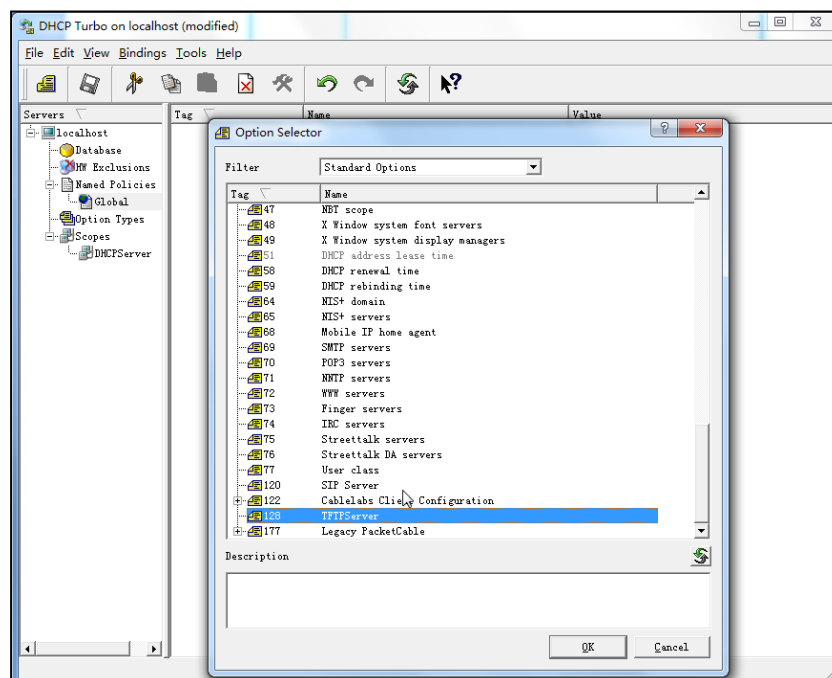 DHCP Turbo on localhost (modified)
File Edit View Bindings Tools Help
Servers Tag Name Value
localhost
Database
HW Exclusions
Named Policies
Global
Option Types
Scopes
DHCPServer
Option Selector
Filter Standard Options
Tag Name
47 NBT scope
48 X Window system font servers
49 X Window system display managers
51 DHCP address lease time
58 DHCP renewal time
59 DHCP rebinding time
64 NIS+ domain
65 NIS+ servers
68 Mobile IP home agent
69 SMTP servers
70 POP3 servers
71 NNTP servers
72 WWW servers
73 Finger servers
74 IRC servers
75 Streettalk servers
76 Streettalk DA servers
77 User class
120 SIP Server
122 Cablelabs Client Configuration
128 TFTPServer
177 Legacy PacketCable
Description
OK Cancel